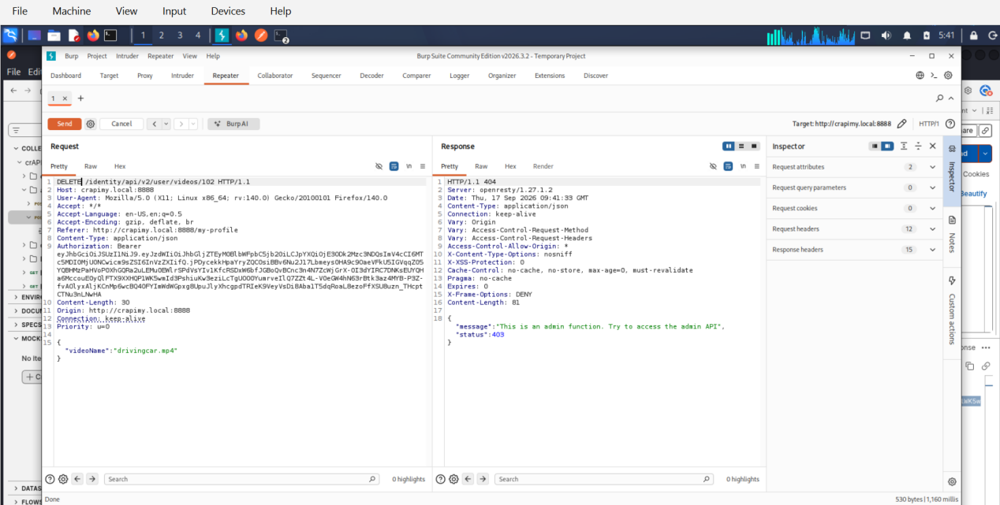 File Machine View Input Devices Help
1 2 3 4 2 5:41
File Edi
Burp Project Intruder Repeater View Help Burp Suite Community Edition v2026.3.2 - Temporary Project
Dashboard Target Proxy Intruder Repeater Collaborator Sequencer Decoder Comparer Logger Organizer Extensions Discover
1 × +
Send Cancel Burp AI Target: http://crapimy.local:8888 HTTP/1
Request
Pretty Raw Hex
1 DELETE /identity/api/v2/user/videos/102 HTTP/1.1
2 Host: crapimy.local:8888
3 User-Agent: Mozilla/5.0 (X11; Linux x86_64; rv:140.0) Gecko/20100101 Firefox/140.0
4 Accept: */*
5 Accept-Language: en-US,en;q=0.5
6 Accept-Encoding: gzip, deflate, br
7 Referer: http://crapimy.local:8888/my-profile
8 Content-Type: application/json
9 Authorization: Bearer
10 Content-Length: 30
11 Origin: http://crapimy.local:8888
12 Connection: keep-alive
13 Priority: u=0
14
15 {
"videoName":"drivingcar.mp4"
}
Search 0 highlights
Response
Pretty Raw Hex Render
1 HTTP/1.1 404
2 Server: openresty/1.27.1.2
3 Date: Thu, 17 Sep 2026 09:41:33 GMT
4 Content-Type: application/json
5 Connection: keep-alive
6 Vary: Origin
7 Vary: Access-Control-Request-Method
8 Vary: Access-Control-Request-Headers
9 Access-Control-Allow-Origin: *
10 X-Content-Type-Options: nosniff
11 X-XSS-Protection: 0
12 Cache-Control: no-cache, no-store, max-age=0, must-revalidate
13 Pragma: no-cache
14 Expires: 0
15 X-Frame-Options: DENY
16 Content-Length: 81
17
18 {
"message":"This is an admin function. Try to access the admin API",
"status":403
}
Search 0 highlights
Inspector
Request attributes 2
Request query parameters 0
Request cookies 0
Request headers 12
Response headers 15
Inspector
Notes
Custom actions
COLLE
crAPI
GET
GET
ENVIR
DOCUM
SPECS
MOCK
No ite
+ C
DATAS
FLOWS
nt
are
nd
Cookies
Beautify
onse
LWK5w
Done 530 bytes | 1,160 millis